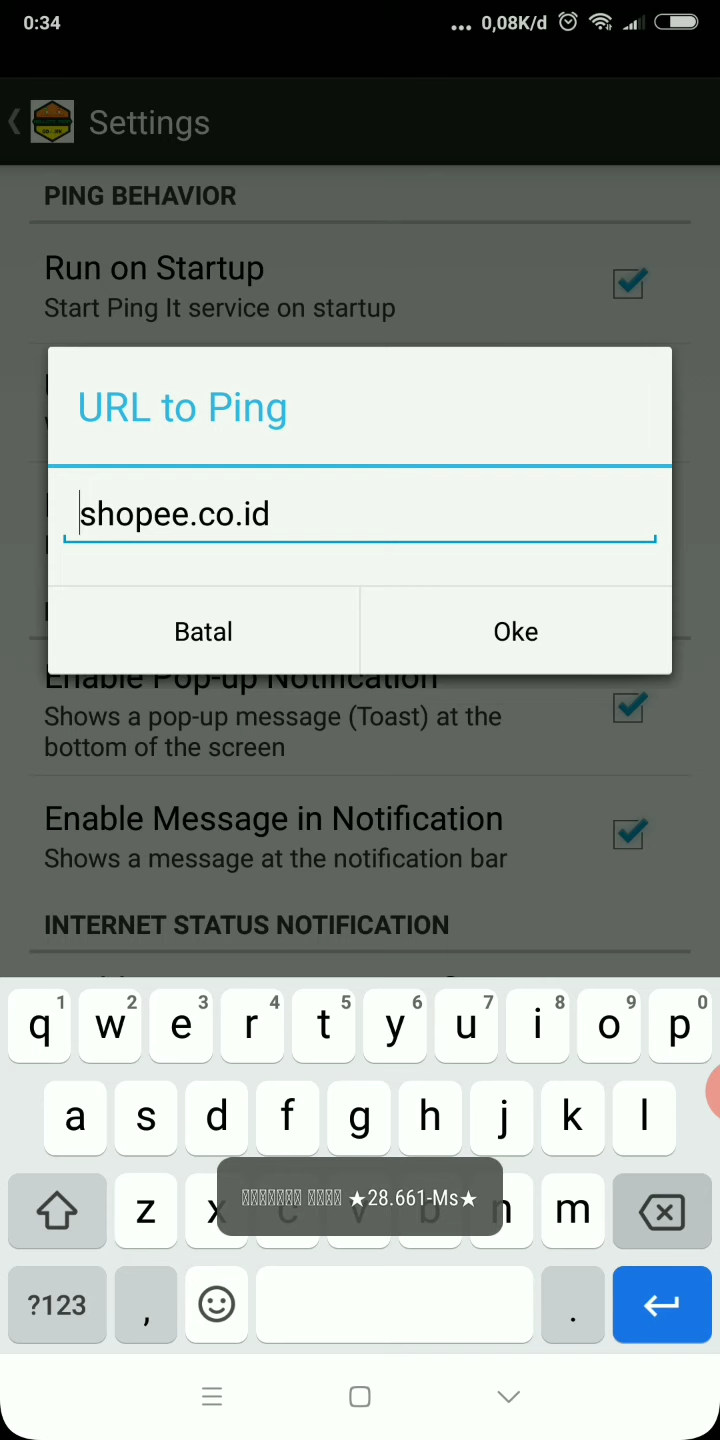 0:34
... 0,08K/d
Settings
PING BEHAVIOR
Run on Startup
Start Ping It service on startup
URL to Ping
shopee.co.id
Batal
Oke
Enable Pop-up Notification
Shows a pop-up message (Toast) at the
bottom of the screen
Enable Message in Notification
Shows a message at the notification bar
INTERNET STATUS NOTIFICATION
q 1 w 2 e 3 r 4 t 5 y 6 u 7 i 8 o 9 p 0
a s d f g h j k l
z x c v b n m
★28.661-Ms★
?123 , .